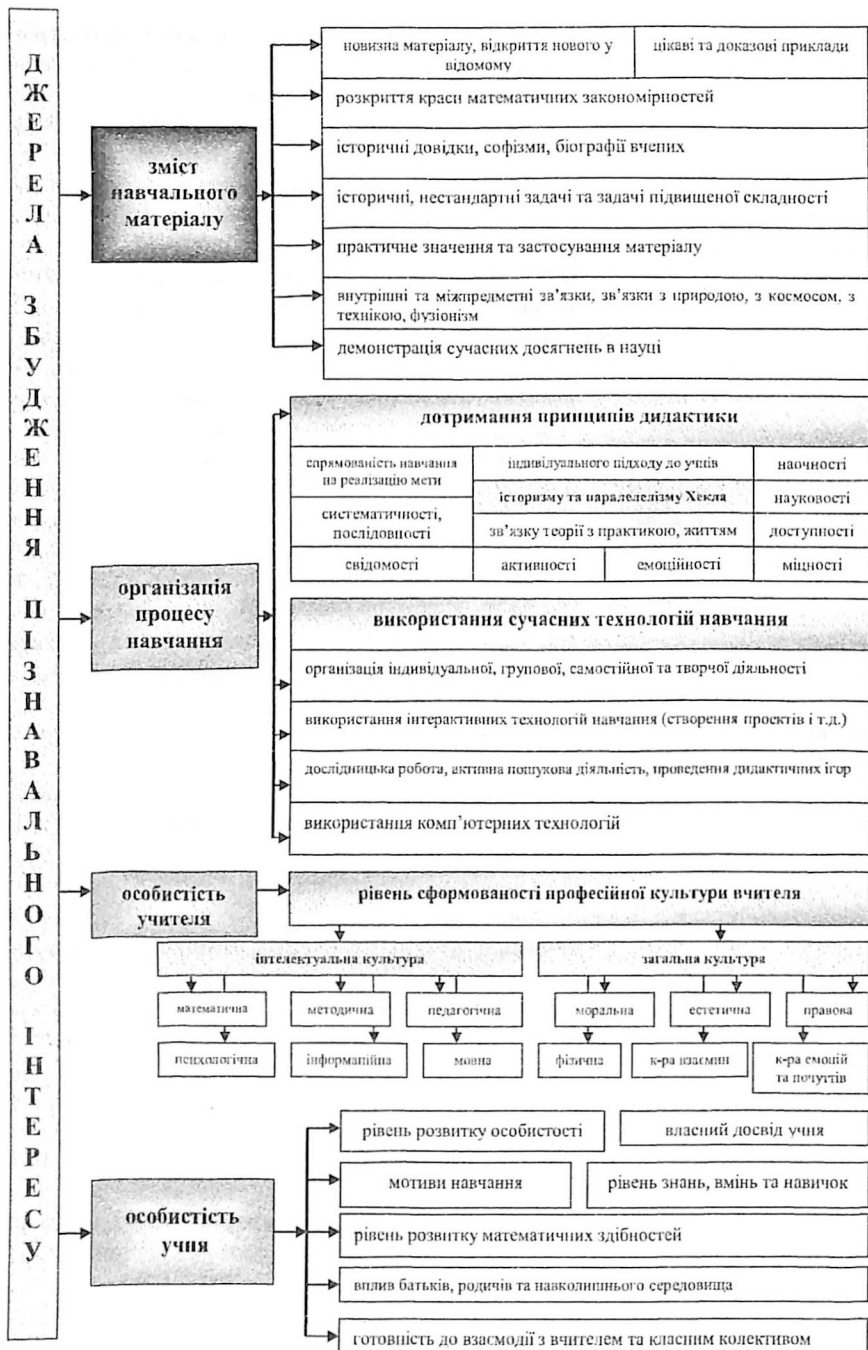 ДЖЕРЕЛА ЗБУДЖЕННЯ ПІЗНАВАЛЬНОГО ІНТЕРЕСУ
зміст
навчального
матеріалу
новизна матеріалу, відкриття нового у
відомому
цікаві та доказові приклади
розкриття краси математичних закономірностей
історичні довідки, софізми, біографії вчених
історичні, нестандартні задачі та задачі підвищеної складності
практичне значення та застосування матеріалу
внутрішні та міжпредметні зв’язки, зв’язки з природою, з космосом, з
технікою, фузіонізм
демонстрація сучасних досягнень в науці
організація
процесу
навчання
дотримання принципів дидактики
спрямованість навчання
на реалізацію мети
індивідуального підходу до учнів
наочності
історизму та паралелелізму Хекла
науковості
систематичності,
послідовності
зв’язку теорії з практикою, життям
доступності
свідомості
активності
емоційності
міцності
використання сучасних технологій навчання
організація індивідуальної, групової, самостійної та творчої діяльності
використання інтерактивних технологій навчання (створення проектів і т.д.)
дослідницька робота, активна пошукова діяльність, проведення дидактичних ігор
використання комп’ютерних технологій
особистість
учителя
рівень сформованості професійної культури вчителя
інтелектуальна культура
загальна культура
математична
методична
педагогічна
моральна
естетична
правова
психологічна
інформаційна
мовна
фізична
к-ра взаємин
к-ра емоцій
та почуттів
особистість
учня
рівень розвитку особистості
власний досвід учня
мотиви навчання
рівень знань, вмінь та навичок
рівень розвитку математичних здібностей
вплив батьків, родичів та навколишнього середовища
готовність до взаємодії з вчителем та класним колективом